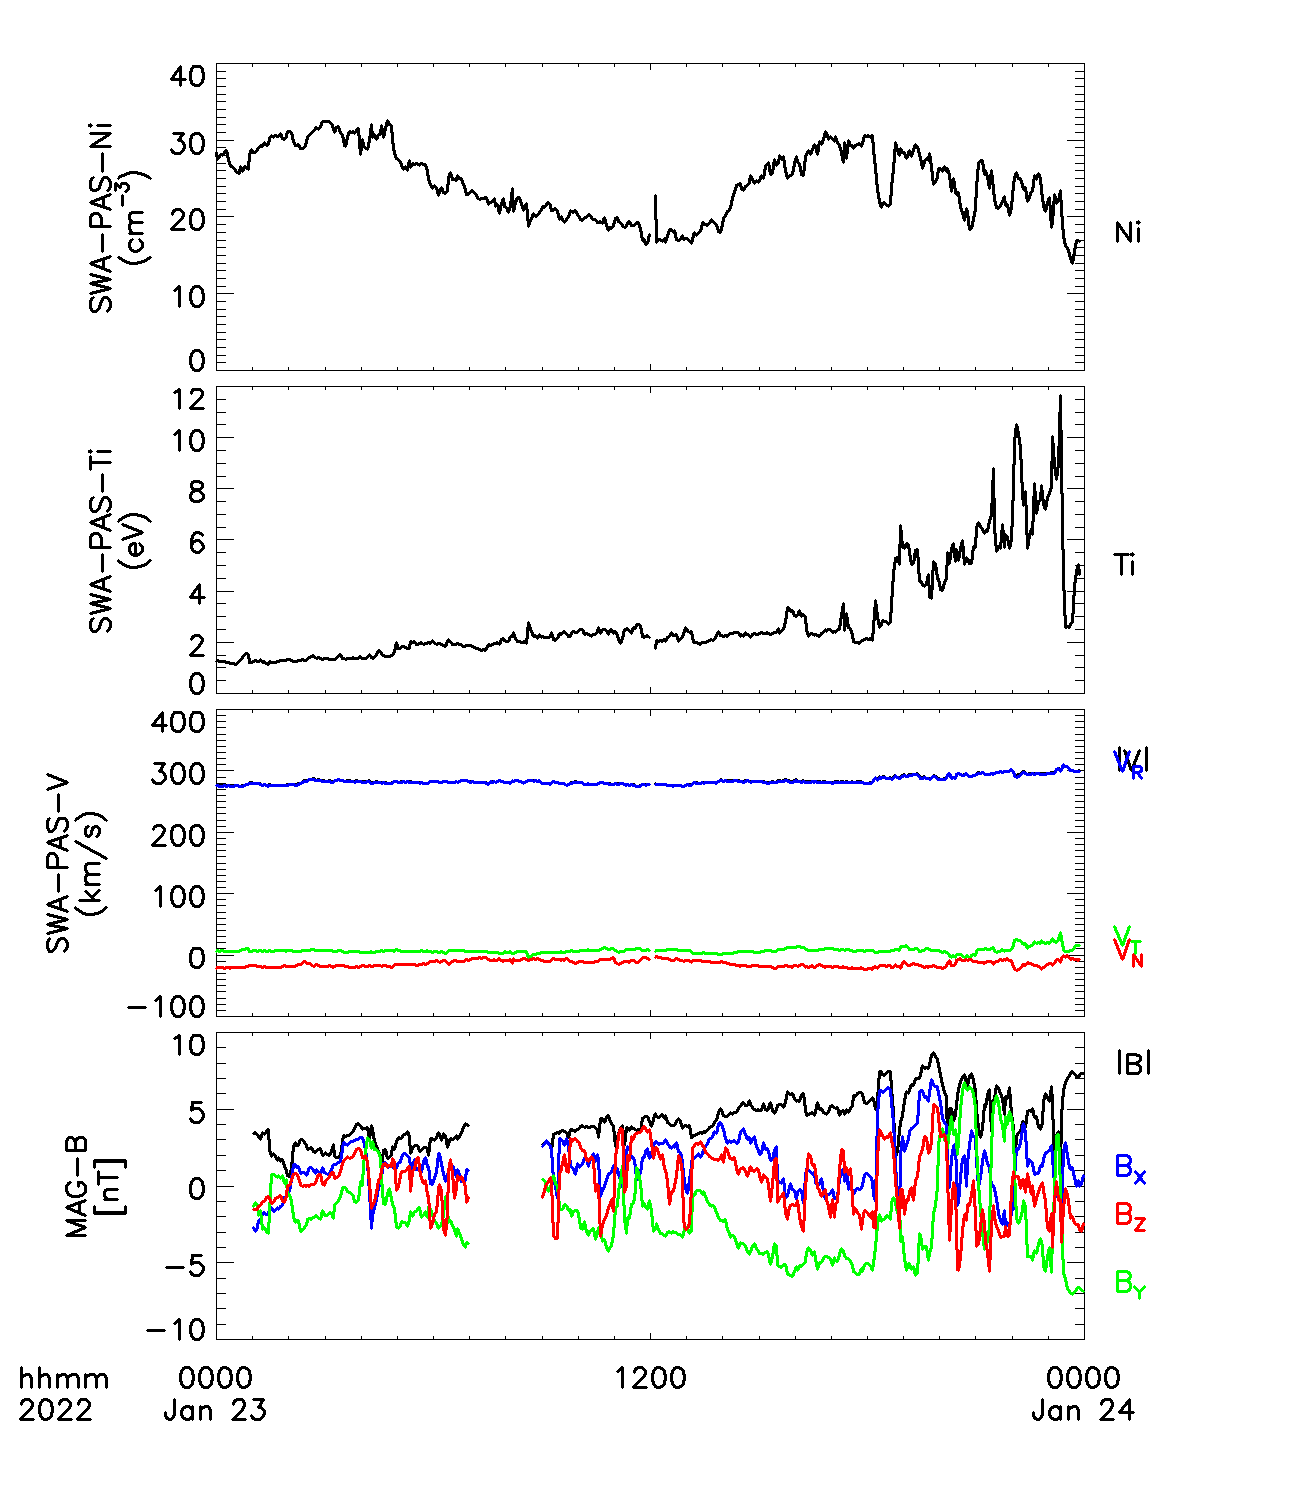 40
30
20
10
0
SWA−PAS−Ni
(cm⁻³)
Ni
12
10
8
6
4
2
0
SWA−PAS−Ti
(eV)
Ti
400
300
200
100
0
−100
SWA−PAS−V
(km/s)
|V|
VR
VT
VN
10
5
0
−5
−10
MAG−B
[nT]
|B|
BX
BZ
BY
hhmm 0000 1200 0000
2022 Jan 23 Jan 24